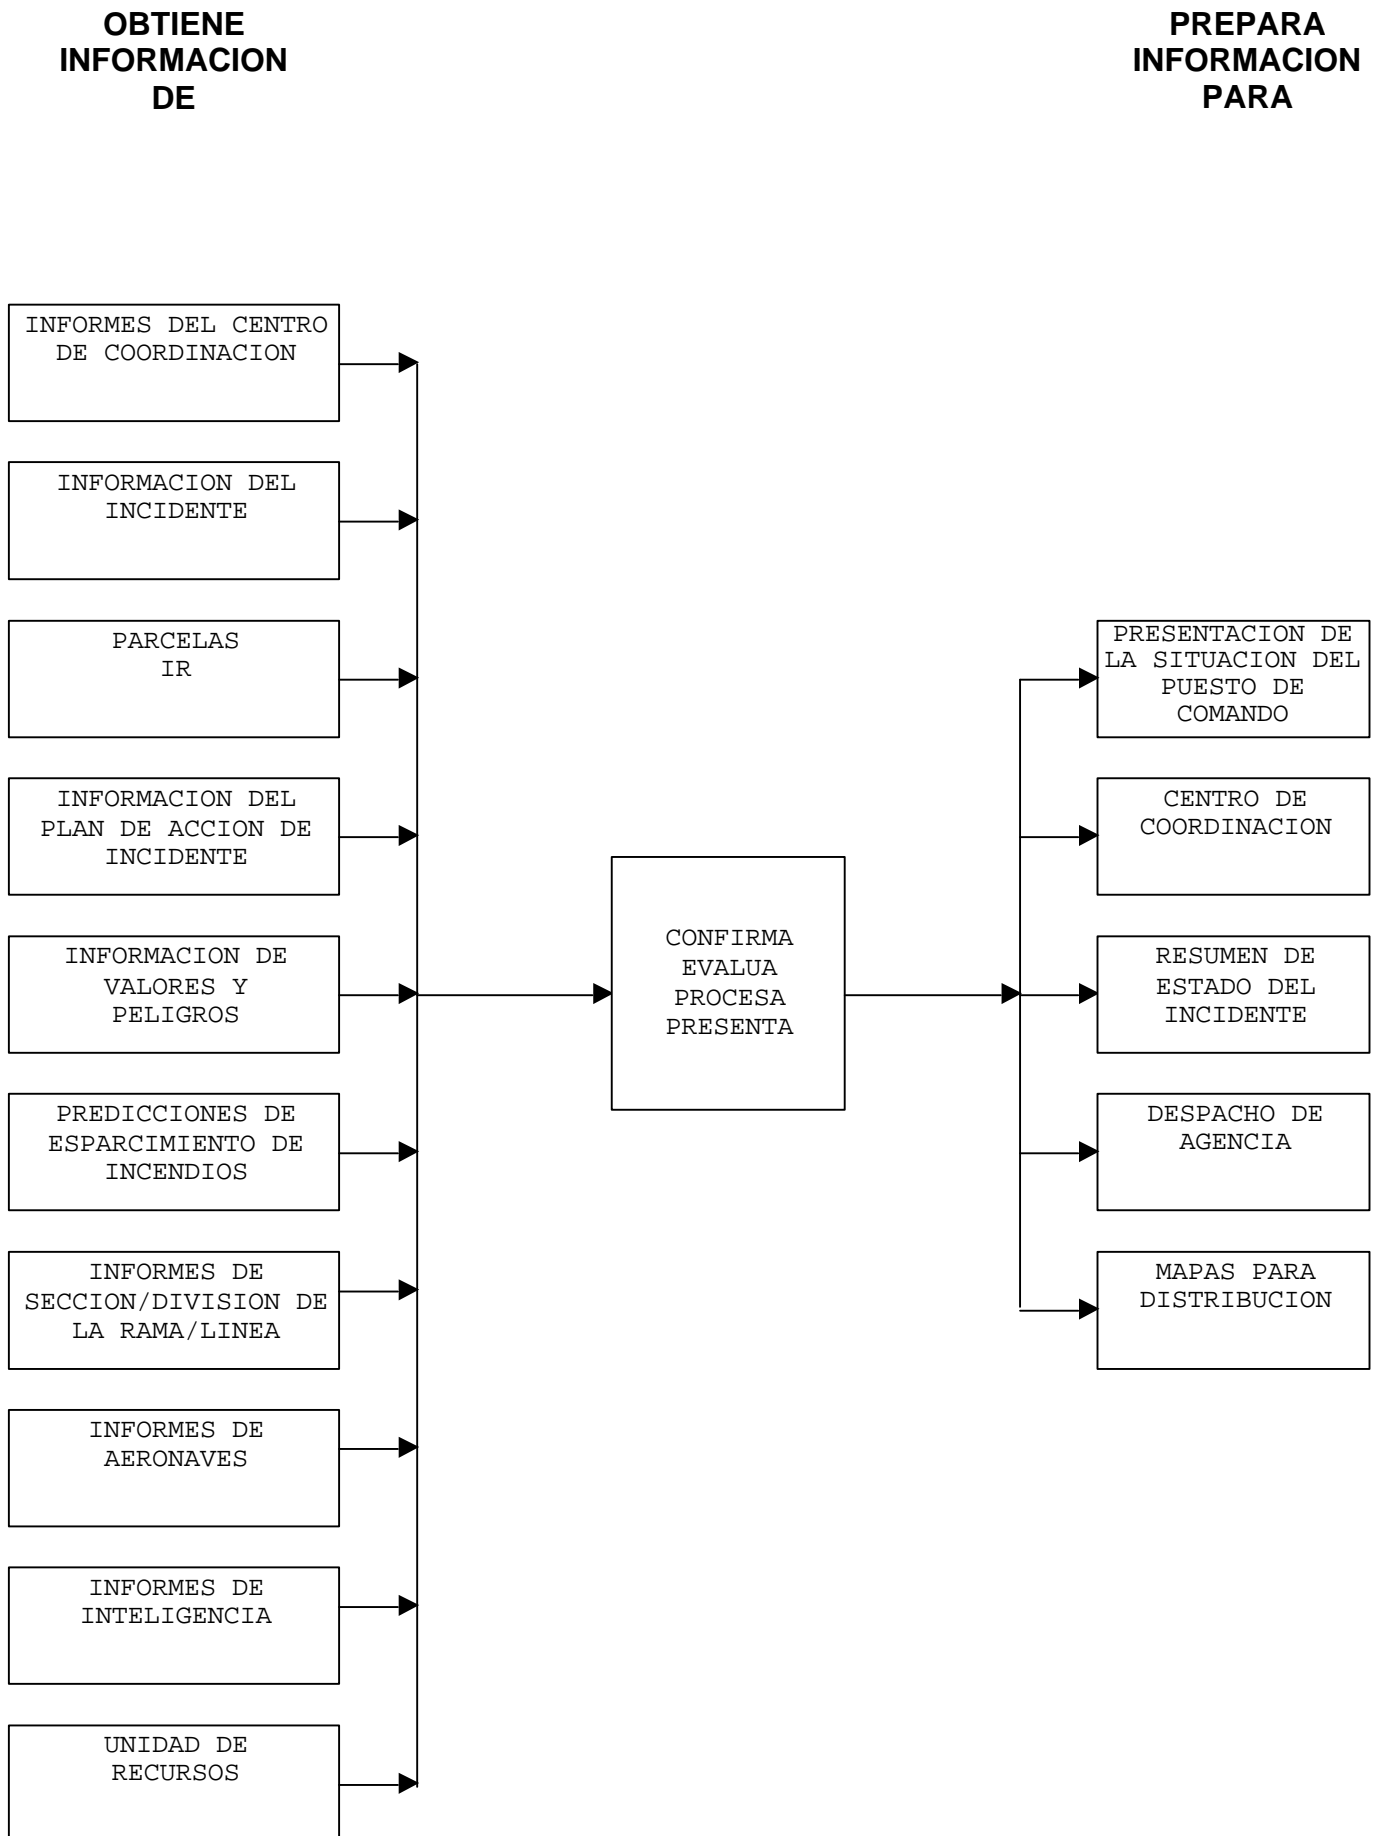 OBTIENE
INFORMACION
DE
PREPARA
INFORMACION
PARA
INFORMES DEL CENTRO
DE COORDINACION
INFORMACION DEL
INCIDENTE
PARCELAS
IR
INFORMACION DEL
PLAN DE ACCION DE
INCIDENTE
INFORMACION DE
VALORES Y
PELIGROS
PREDICCIONES DE
ESPARCIMIENTO DE
INCENDIOS
INFORMES DE
SECCION/DIVISION DE
LA RAMA/LINEA
INFORMES DE
AERONAVES
INFORMES DE
INTELIGENCIA
UNIDAD DE
RECURSOS
CONFIRMA
EVALUA
PROCESA
PRESENTA
PRESENTACION DE
LA SITUACION DEL
PUESTO DE
COMANDO
CENTRO DE
COORDINACION
RESUMEN DE
ESTADO DEL
INCIDENTE
DESPACHO DE
AGENCIA
MAPAS PARA
DISTRIBUCION